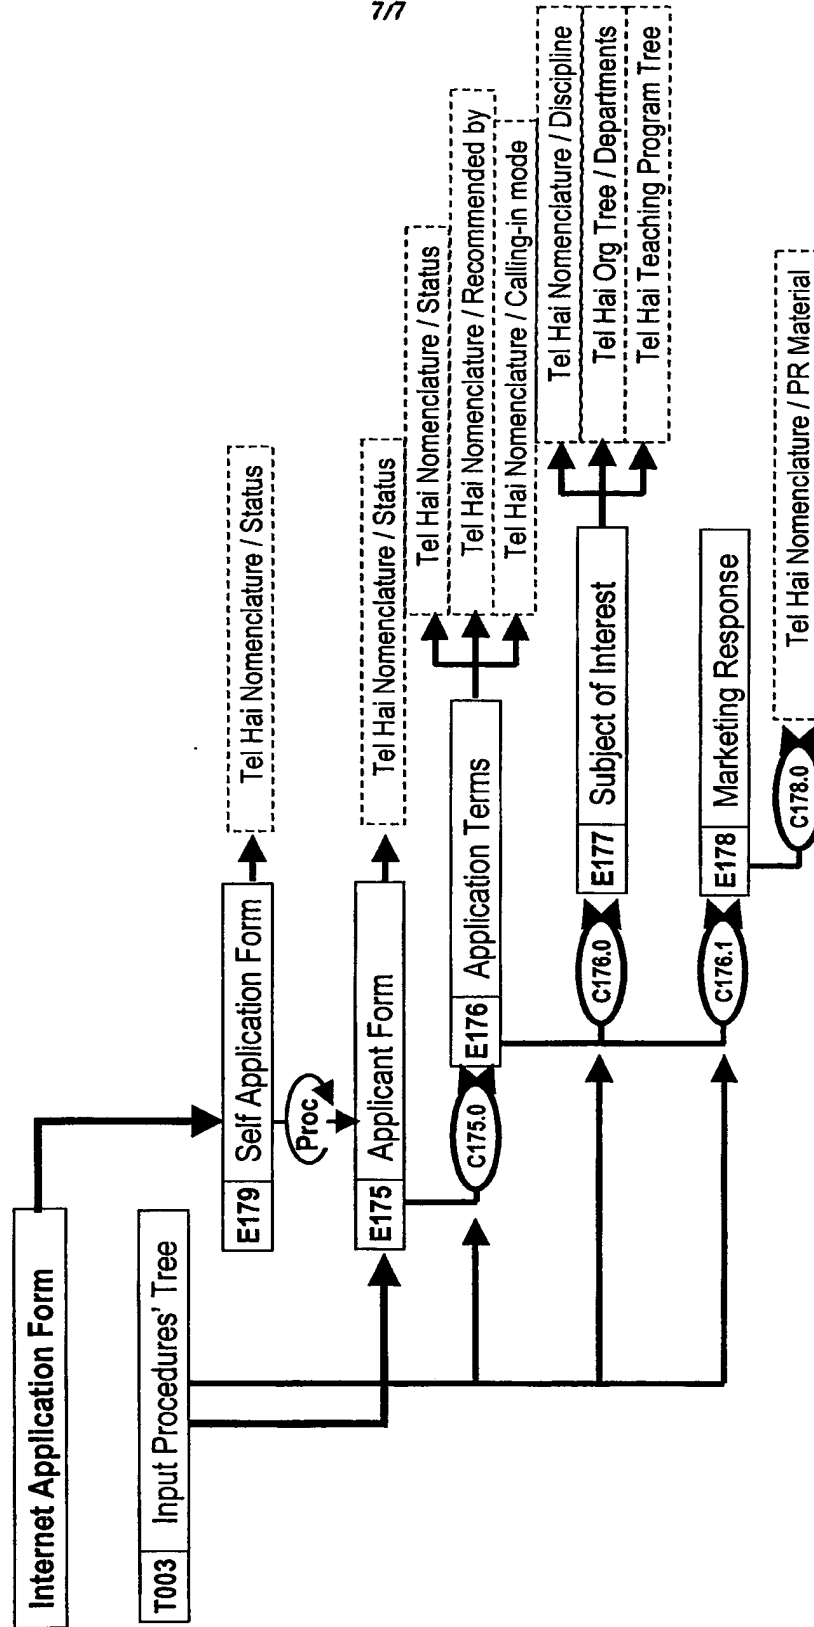 7/7
Internet Application Form
T003 Input Procedures' Tree
E179 Self Application Form
Tel Hai Nomenclature / Status
Proc
E175 Applicant Form
Tel Hai Nomenclature / Status
C175.0
E176 Application Terms
Tel Hai Nomenclature / Status
Tel Hai Nomenclature / Recommended by
Tel Hai Nomenclature / Calling-in mode
C176.0
E177 Subject of Interest
Tel Hai Nomenclature / Discipline
Tel Hai Org Tree / Departments
Tel Hai Teaching Program Tree
C176.1
E178 Marketing Response
C178.0
Tel Hai Nomenclature / PR Material